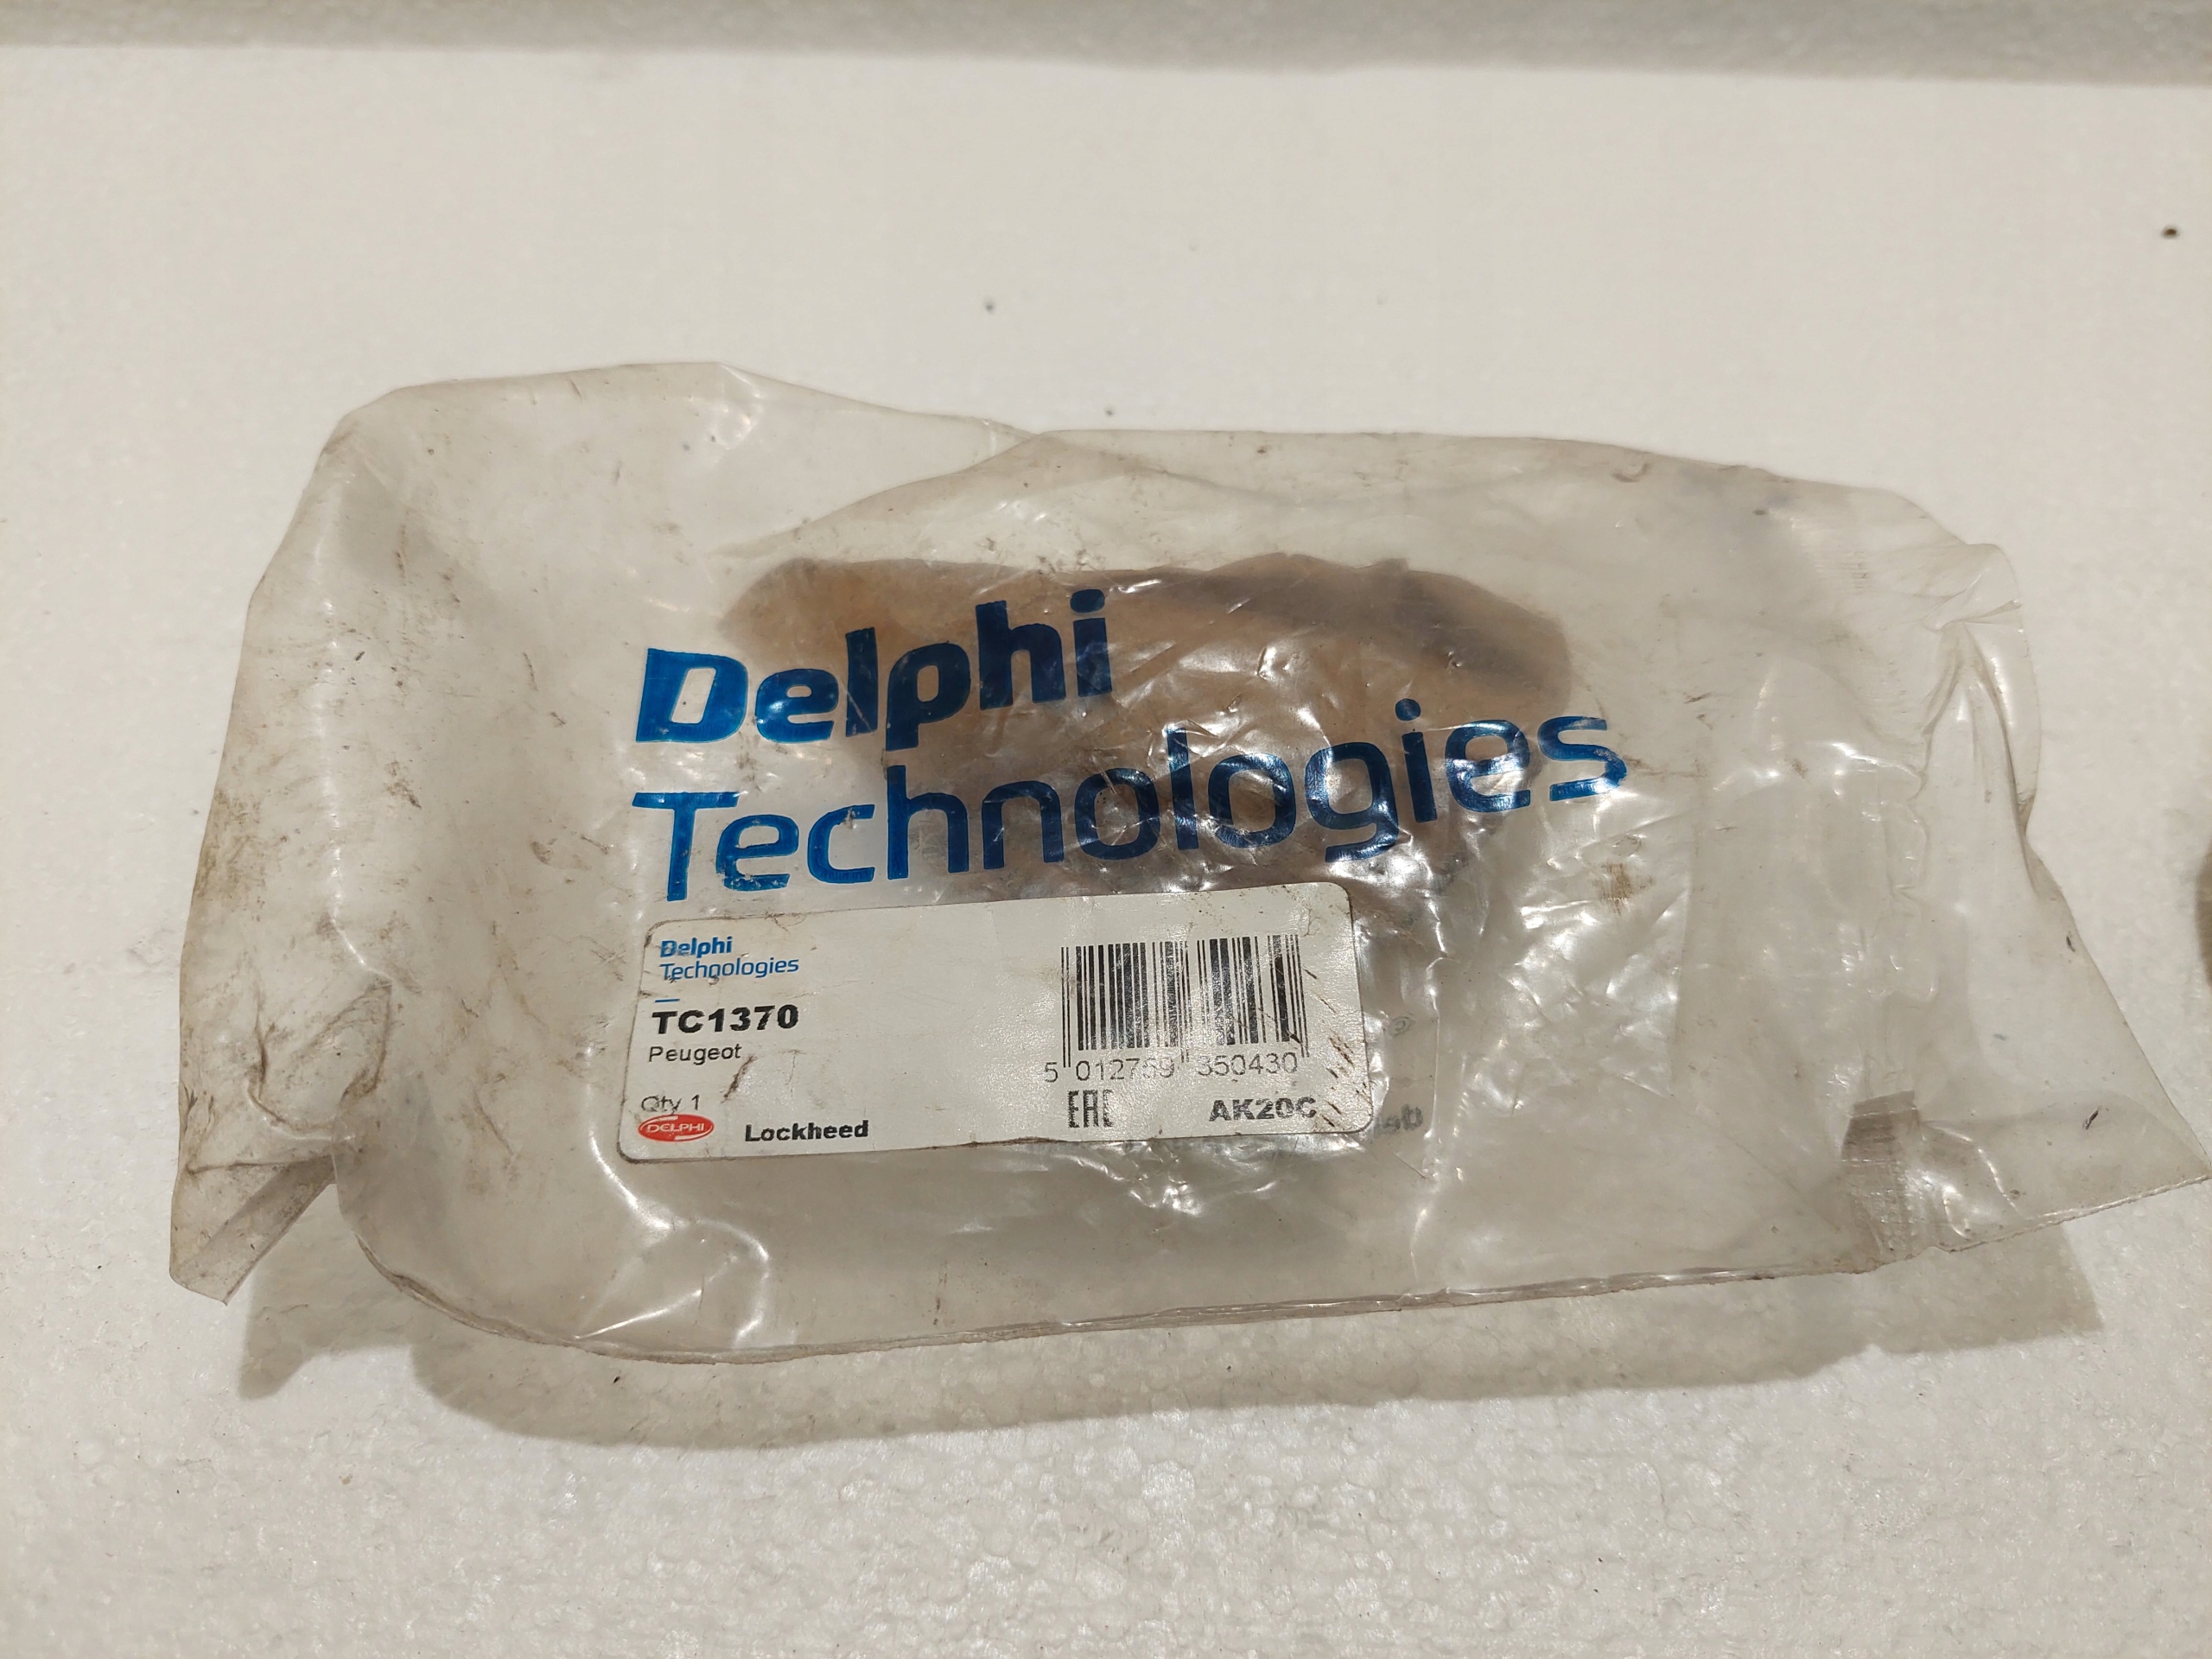 Delphi
Technologies
Delphi
Technologies
TC1370
Peugeot
Qty 1
DELPHI
Lockheed
5 012759 350430
EAC
AK20C